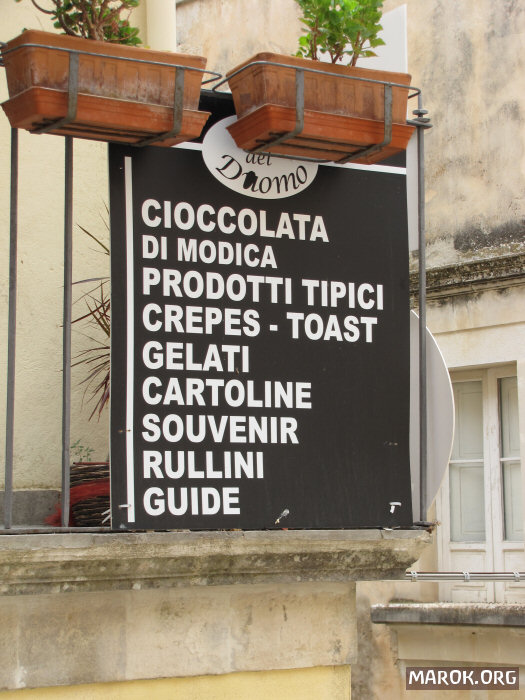 del
Duomo
CIOCCOLATA
DI MODICA
PRODOTTI TIPICI
CREPES - TOAST
GELATI
CARTOLINE
SOUVENIR
RULLINI
GUIDE
MAROK.ORG